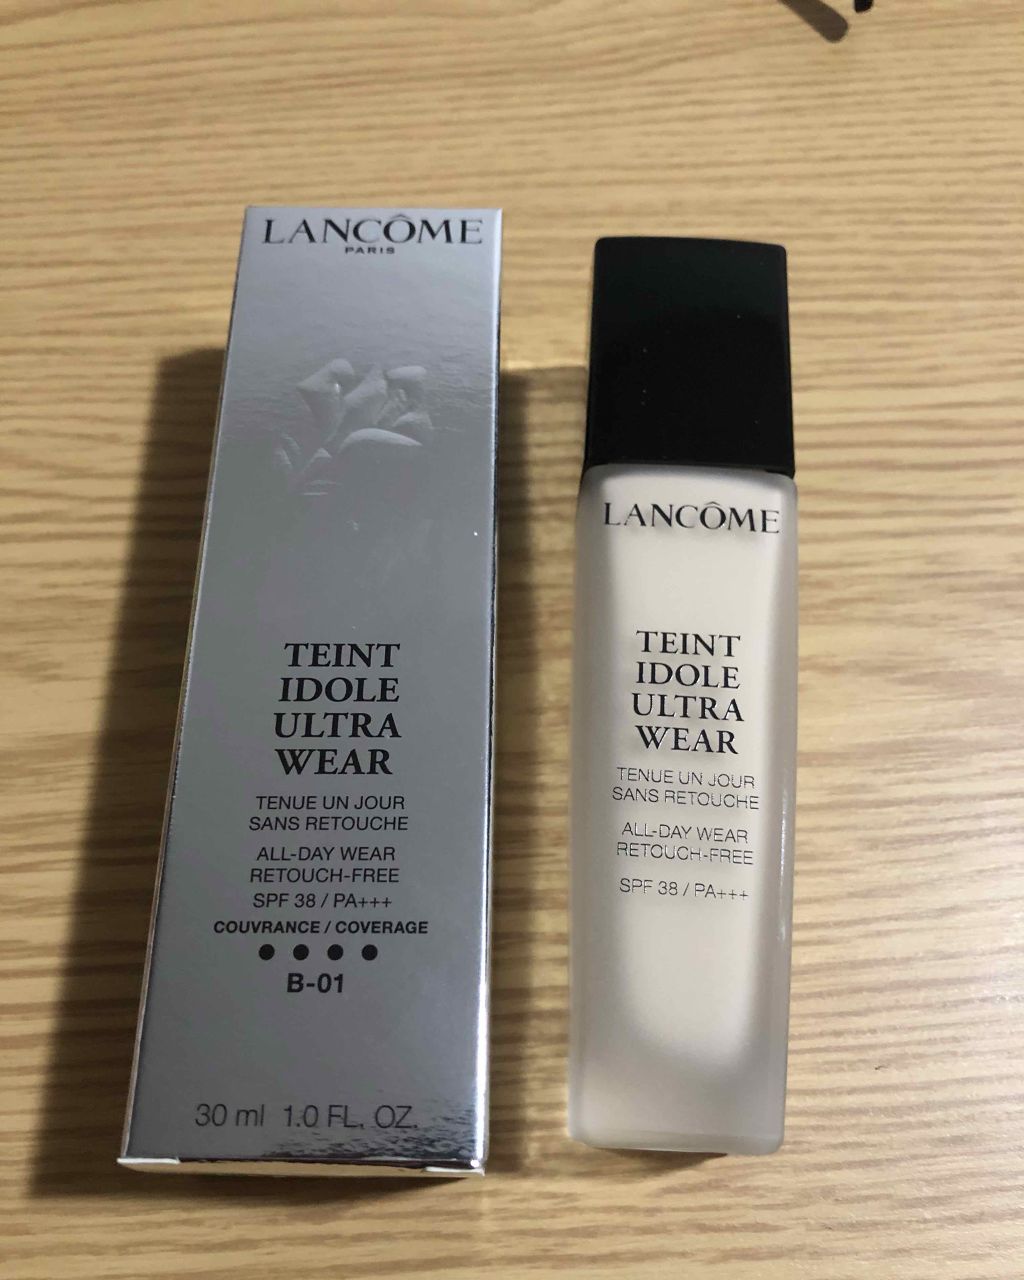 LANCÔME
PARIS
TEINT
IDOLE
ULTRA
WEAR
TENUE UN JOUR
SANS RETOUCHE
ALL-DAY WEAR
RETOUCH-FREE
SPF 38 / PA+++
COUVRANCE / COVERAGE
B-01
30 ml 1.0 FL. OZ.
LANCÔME
TEINT
IDOLE
ULTRA
WEAR
TENUE UN JOUR
SANS RETOUCHE
ALL-DAY WEAR
RETOUCH-FREE
SPF 38 / PA+++